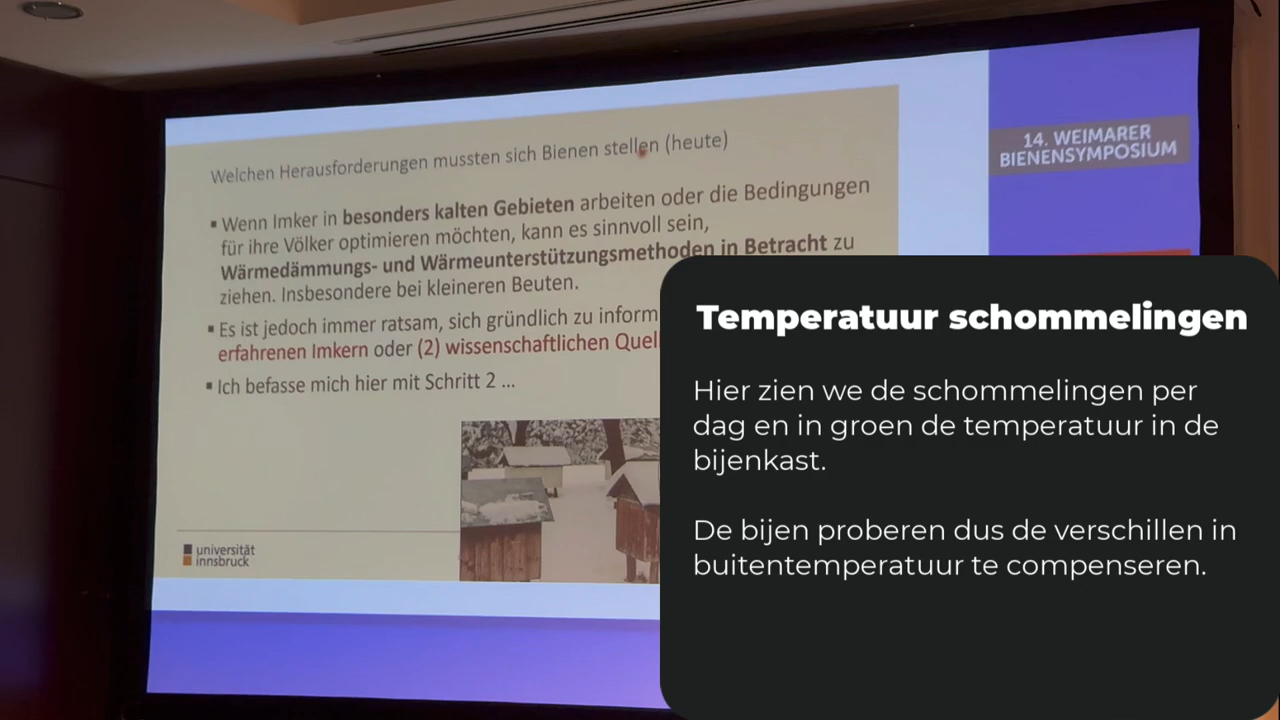 Welchen Herausforderungen mussten sich Bienen stellen (heute)
▪ Wenn Imker in besonders kalten Gebieten arbeiten oder die Bedingungen
für ihre Völker optimieren möchten, kann es sinnvoll sein,
Wärmedämmungs- und Wärmeunterstützungsmethoden in Betracht zu
ziehen. Insbesondere bei kleineren Beuten.
▪ Es ist jedoch immer ratsam, sich gründlich zu inform
erfahrenen Imkern oder (2) wissenschaftlichen Quell
▪ Ich befasse mich hier mit Schritt 2 ...
universität
innsbruck
14. WEIMARER
BIENENSYMPOSIUM
Temperatuur schommelingen
Hier zien we de schommelingen per
dag en in groen de temperatuur in de
bijenkast.
De bijen proberen dus de verschillen in
buitentemperatuur te compenseren.